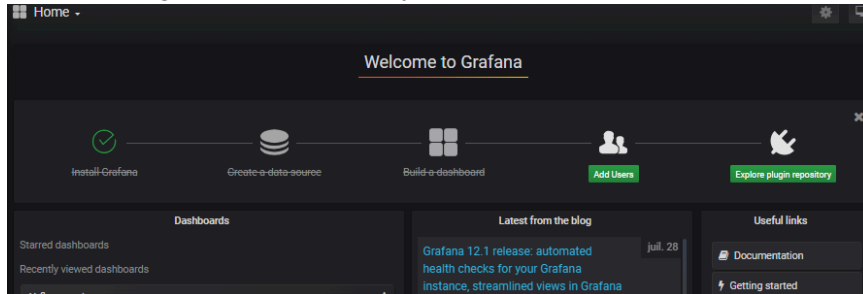 Home
Welcome to Grafana
Install Grafana
Create a data source
Build a dashboard
Add Users
Explore plugin repository
Dashboards
Starred dashboards
Recently viewed dashboards
Latest from the blog
Grafana 12.1 release: automated
health checks for your Grafana
instance, streamlined views in Grafana
juil. 28
Useful links
Documentation
Getting started